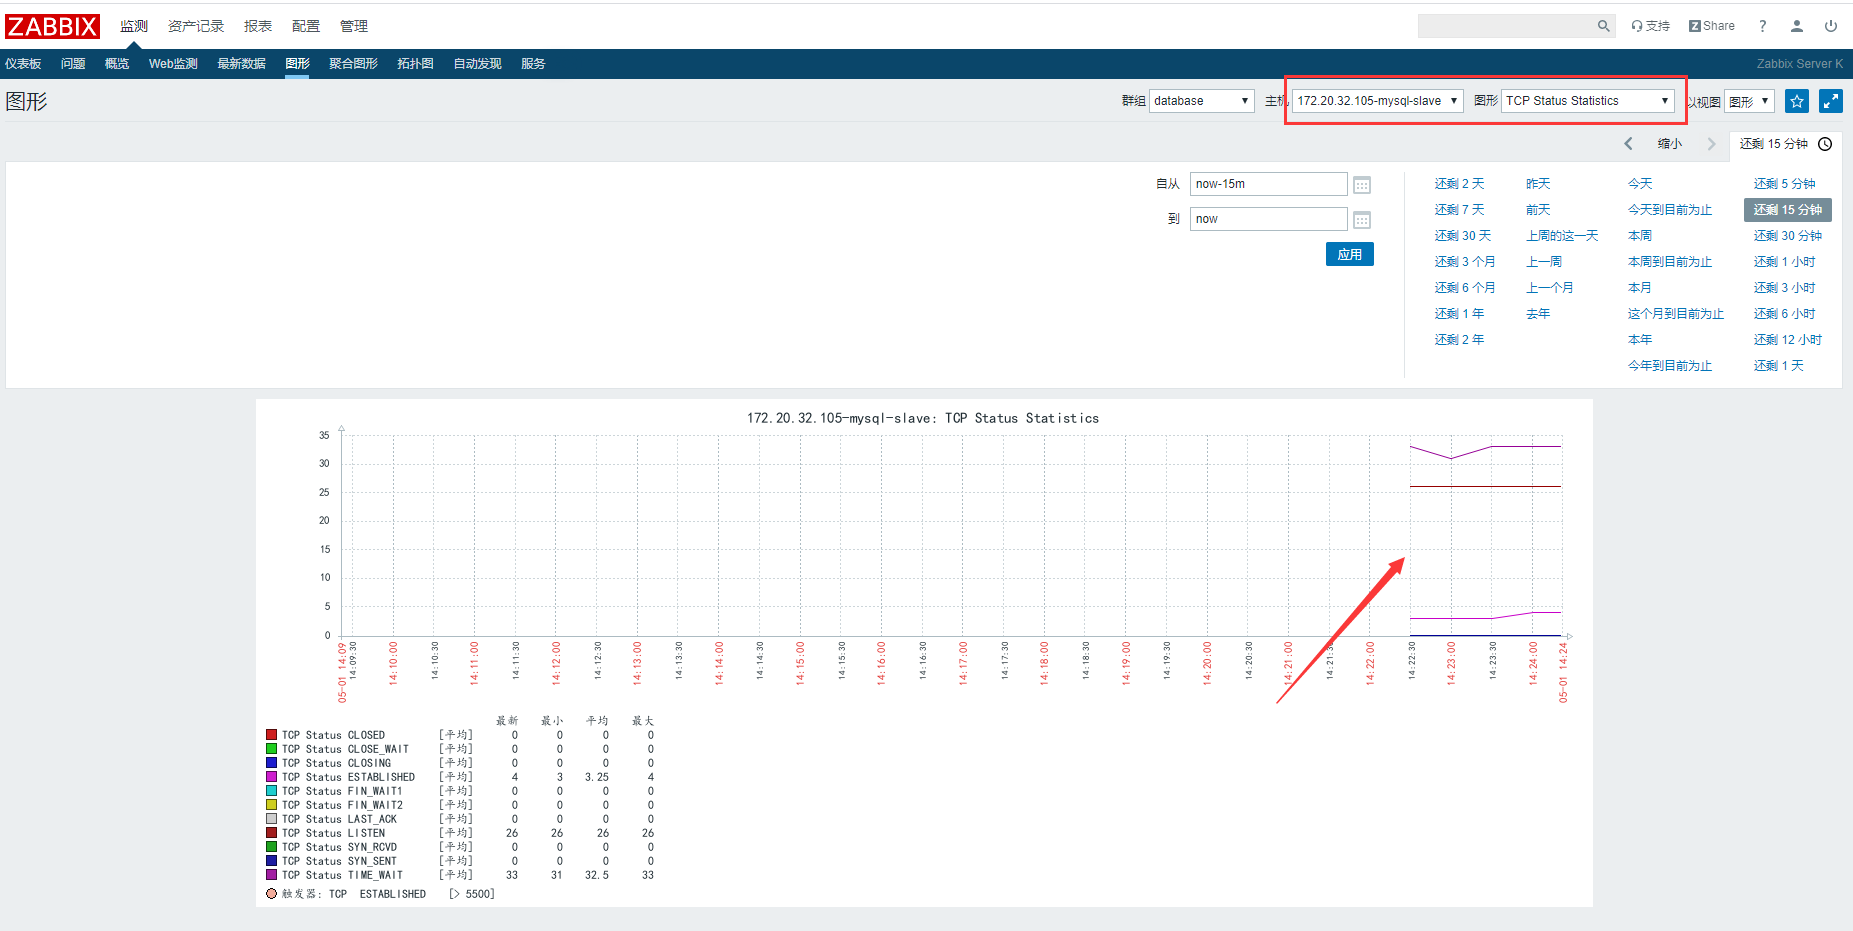 ZABBIX 监测 资产记录 报表 配置 管理 支持 Z Share ?
仪表板 问题 概览 Web监测 最新数据 图形 聚合图形 拓扑图 自动发现 服务 Zabbix Server K
图形 群组 database 主机 172.20.32.105-mysql-slave 图形 TCP Status Statistics 以视图 图形
缩小 还剩 15 分钟
自从 now-15m 还剩 2 天 昨天 今天 还剩 5 分钟
到 now 还剩 7 天 前天 今天到目前为止 还剩 15 分钟
还剩 30 天 上周的这一天 本周 还剩 30 分钟
应用 还剩 3 个月 上一周 本周到目前为止 还剩 1 小时
还剩 6 个月 上一个月 本月 还剩 3 小时
还剩 1 年 去年 这个月到目前为止 还剩 6 小时
还剩 2 年 本年 还剩 12 小时
今年到目前为止 还剩 1 天
172.20.32.105-mysql-slave: TCP Status Statistics
35
30
25
20
15
10
5
0
05-01 14:09 14:09:30 14:10:00 14:10:30 14:11:00 14:11:30 14:12:00 14:12:30 14:13:00 14:13:30 14:14:00 14:14:30 14:15:00 14:15:30 14:16:00 14:16:30 14:17:00 14:17:30 14:18:00 14:18:30 14:19:00 14:19:30 14:20:00 14:20:30 14:21:00 14:21:30 14:22:00 14:22:30 14:23:00 14:23:30 14:24:00 05-01 14:24
最新 最小 平均 最大
TCP Status CLOSED [平均] 0 0 0 0
TCP Status CLOSE_WAIT [平均] 0 0 0 0
TCP Status CLOSING [平均] 0 0 0 0
TCP Status ESTABLISHED [平均] 4 3 3.25 4
TCP Status FIN_WAIT1 [平均] 0 0 0 0
TCP Status FIN_WAIT2 [平均] 0 0 0 0
TCP Status LAST_ACK [平均] 0 0 0 0
TCP Status LISTEN [平均] 26 26 26 26
TCP Status SYN_RCVD [平均] 0 0 0 0
TCP Status SYN_SENT [平均] 0 0 0 0
TCP Status TIME_WAIT [平均] 33 31 32.5 33
触发器: TCP ESTABLISHED [> 5500]